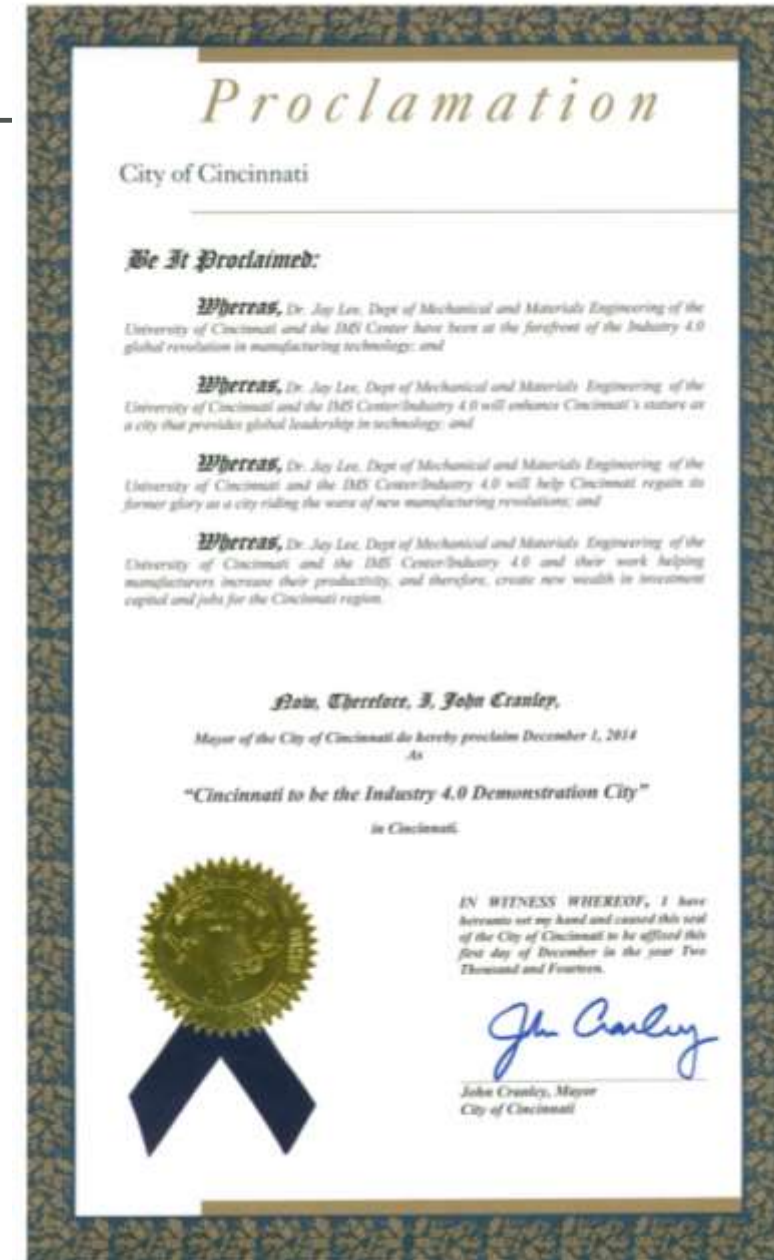 Proclamation
City of Cincinnati
Be It Proclaimed:
Whereas, Dr. Jay Lee, Dept of Mechanical and Materials Engineering of the
University of Cincinnati and the IMS Center have been at the forefront of the Industry 4.0
global revolution in manufacturing technology; and
Whereas, Dr. Jay Lee, Dept of Mechanical and Materials Engineering of the
University of Cincinnati and the IMS Center/Industry 4.0 will enhance Cincinnati's stature as
a city that provides global leadership in technology; and
Whereas, Dr. Jay Lee, Dept of Mechanical and Materials Engineering of the
University of Cincinnati and the IMS Center/Industry 4.0 will help Cincinnati regain its
former glory as a city riding the wave of new manufacturing revolutions; and
Whereas, Dr. Jay Lee, Dept of Mechanical and Materials Engineering of the
University of Cincinnati and the IMS Center/Industry 4.0 and their work helping
manufacturers increase their productivity, and therefore, create new wealth in investment
capital and jobs for the Cincinnati region.
Now, Therefore, I, John Cranley,
Mayor of the City of Cincinnati do hereby proclaim December 1, 2014
As
"Cincinnati to be the Industry 4.0 Demonstration City"
in Cincinnati.
IN WITNESS WHEREOF, I have
hereunto set my hand and caused this seal
of the City of Cincinnati to be affixed this
first day of December in the year Two
Thousand and Fourteen.
John Cranley
John Cranley, Mayor
City of Cincinnati